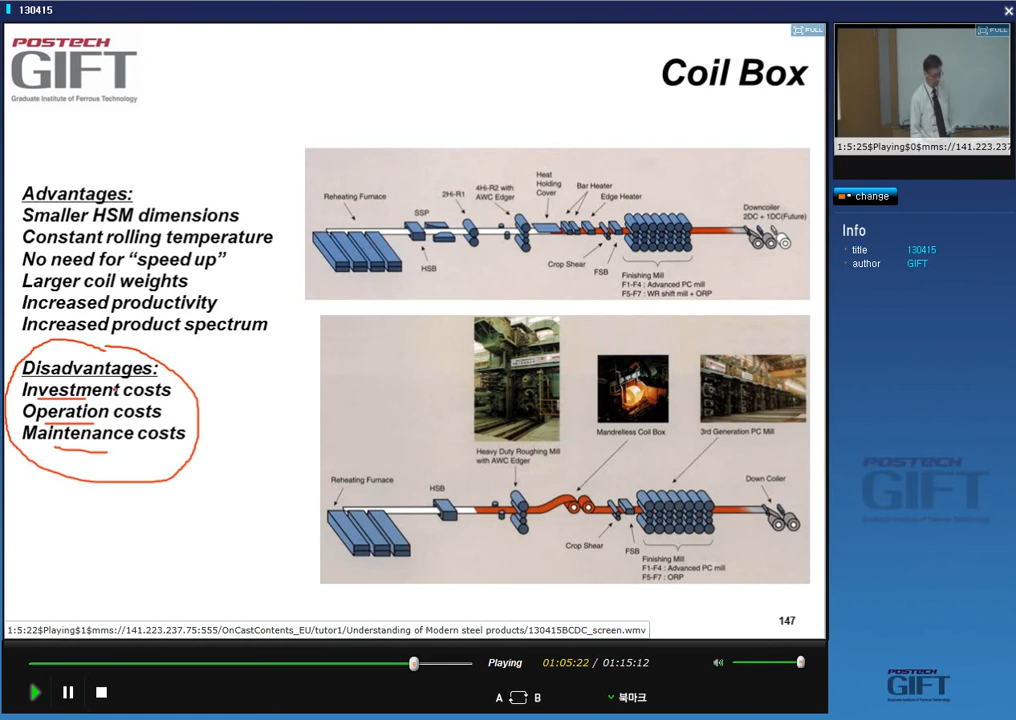 130415
POSTECH
GIFT
Graduate Institute of Ferrous Technology
Coil Box
FULL
Advantages:
Smaller HSM dimensions
Constant rolling temperature
No need for “speed up”
Larger coil weights
Increased productivity
Increased product spectrum
Disadvantages:
Investment costs
Operation costs
Maintenance costs
Reheating Furnace
SSP
HSB
2Hi-R1
4Hi-R2 with
AWC Edger
Heat
Holding
Cover
Bar Heater
Edge Heater
Crop Shear
FSB
Finishing Mill
F1-F4 : Advanced PC mill
F5-F7 : WR shift mill + ORP
Downcoiler
2DC + 1DC(Future)
Heavy Duty Roughing Mill
with AWC Edger
Mandrelless Coil Box
3rd Generation PC Mill
Reheating Furnace
HSB
Crop Shear
FSB
Finishing Mill
F1-F4 : Advanced PC mill
F5-F7 : ORP
Down Coiler
147
1:5:22$Playing$1$mms://141.223.237.75:555/OnCastContents_EU/tutor1/Understanding of Modern steel products/130415BCDC_screen.wmv
FULL
1:5:25$Playing$0$mms://141.223.237
change
Info
title 130415
author GIFT
POSTECH
GIFT
Playing 01:05:22 / 01:15:12
A B 북마크
POSTECH
GIFT